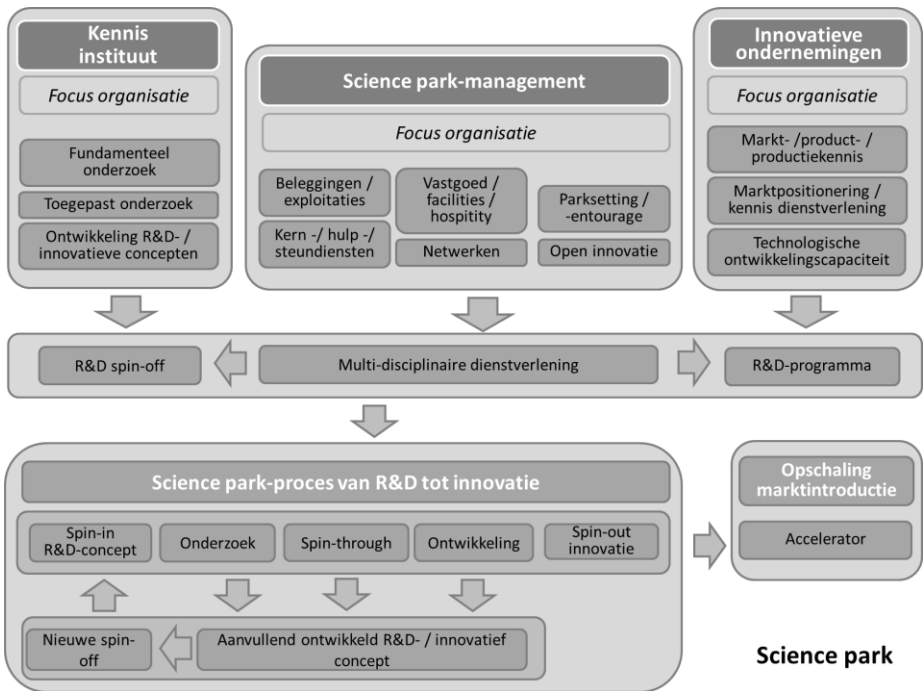 Kennis
instituut
Focus organisatie
Fundamenteel
onderzoek
Toegepast onderzoek
Ontwikkeling R&D- /
innovatieve concepten
Science park-management
Focus organisatie
Beleggingen /
exploitaties
Vastgoed /
facilities /
hospitity
Parksetting /
-entourage
Kern -/ hulp -/
steundiensten
Netwerken
Open innovatie
Innovatieve
ondernemingen
Focus organisatie
Markt- /product- /
productiekennis
Marktpositionering /
kennis dienstverlening
Technologische
ontwikkelingscapaciteit
R&D spin-off
Multi-disciplinaire dienstverlening
R&D-programma
Science park-proces van R&D tot innovatie
Spin-in
R&D-concept
Onderzoek
Spin-through
Ontwikkeling
Spin-out
innovatie
Nieuwe spin-
off
Aanvullend ontwikkeld R&D- / innovatief
concept
Opschaling
marktintroductie
Accelerator
Science park